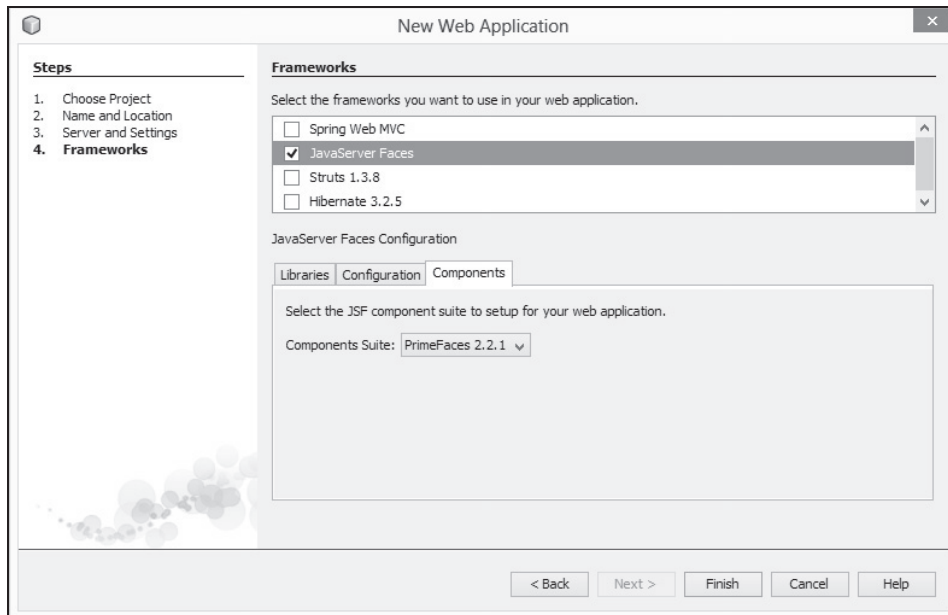 New Web Application
Steps
1. Choose Project
2. Name and Location
3. Server and Settings
4. Frameworks
Frameworks
Select the frameworks you want to use in your web application.
Spring Web MVC
JavaServer Faces
Struts 1.3.8
Hibernate 3.2.5
JavaServer Faces Configuration
Libraries Configuration Components
Select the JSF component suite to setup for your web application.
Components Suite: PrimeFaces 2.2.1
< Back Next > Finish Cancel Help